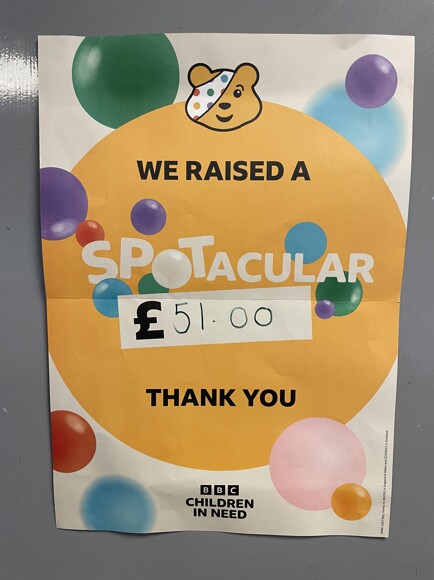 WE RAISED A
SPOTACULAR
£51.00
THANK YOU
BBC
CHILDREN
IN NEED